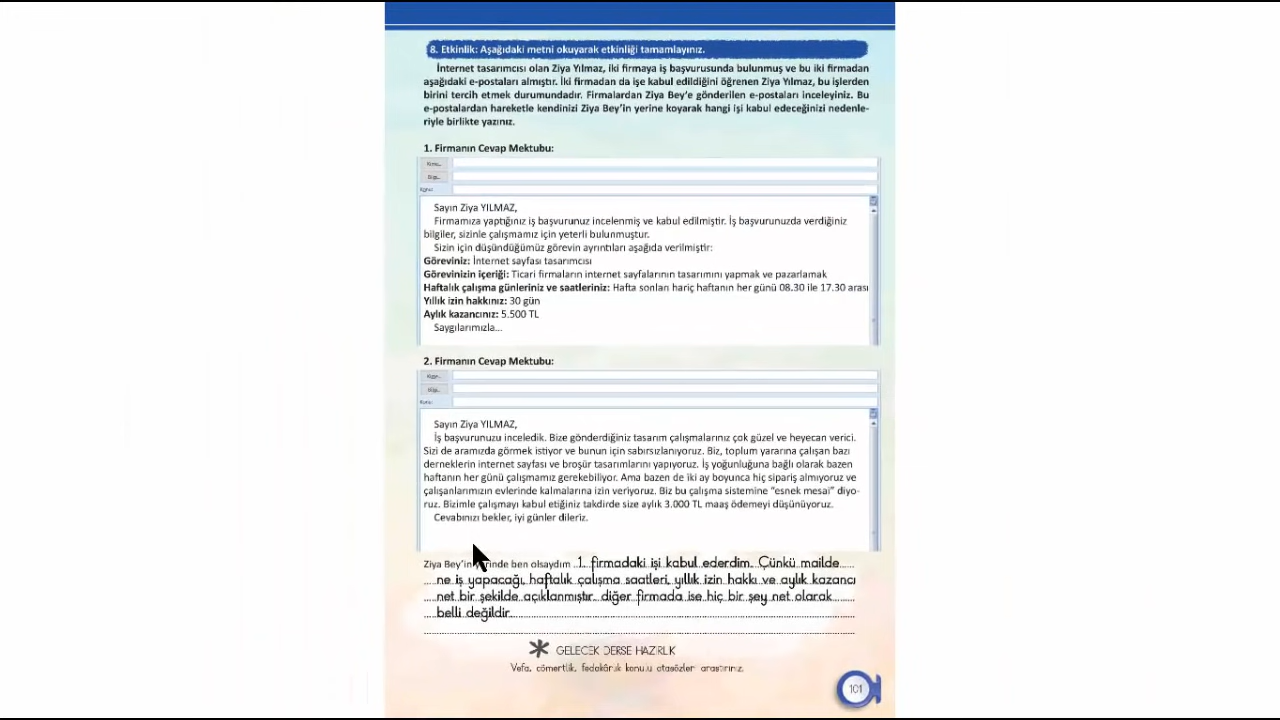 8. Etkinlik: Aşağıdaki metni okuyarak etkinliği tamamlayınız.
İnternet tasarımcısı olan Ziya Yılmaz, iki firmaya iş başvurusunda bulunmuş ve bu iki firmadan
aşağıdaki e-postaları almıştır. İki firmadan da işe kabul edildiğini öğrenen Ziya Yılmaz, bu işlerden
birini tercih etmek durumundadır. Firmalardan Ziya Bey'e gönderilen e-postaları inceleyiniz. Bu
e-postalardan hareketle kendinizi Ziya Bey'in yerine koyarak hangi işi kabul edeceğinizi nedenle-
riyle birlikte yazınız.
1. Firmanın Cevap Mektubu:
Konu:
Sayın Ziya YILMAZ,
Firmamıza yaptığınız iş başvurunuz incelenmiş ve kabul edilmiştir. İş başvurunuzda verdiğiniz
bilgiler, sizinle çalışmamız için yeterli bulunmuştur.
Sizin için düşündüğümüz görevin ayrıntıları aşağıda verilmiştir:
Göreviniz: İnternet sayfası tasarımcısı
Görevinizin içeriği: Ticari firmaların internet sayfalarının tasarımını yapmak ve pazarlamak
Haftalık çalışma günleriniz ve saatleriniz: Hafta sonları hariç haftanın her günü 08.30 ile 17.30 arası
Yıllık izin hakkınız: 30 gün
Aylık kazancınız: 5.500 TL
Saygılarımızla...
2. Firmanın Cevap Mektubu:
Konu:
Sayın Ziya YILMAZ,
İş başvurunuzu inceledik. Bize gönderdiğiniz tasarım çalışmalarınız çok güzel ve heyecan verici.
Sizi de aramızda görmek istiyor ve bunun için sabırsızlanıyoruz. Biz, toplum yararına çalışan bazı
derneklerin internet sayfası ve broşür tasarımlarını yapıyoruz. İş yoğunluğuna bağlı olarak bazen
haftanın her günü çalışmamız gerekebiliyor. Ama bazen de iki ay boyunca hiç sipariş almıyoruz ve
çalışanlarımızın evlerinde kalmalarına izin veriyoruz. Biz bu çalışma sistemine "esnek mesai" diyo-
ruz. Bizimle çalışmayı kabul etiğiniz takdirde size aylık 3.000 TL maaş ödemeyi düşünüyoruz.
Cevabınızı bekler, iyi günler dileriz.
Ziya Bey'in yerinde ben olsaydım 1. firmadaki işi kabul ederdim. Çünkü mailde
ne iş yapacağı, haftalık çalışma saatleri, yıllık izin hakkı ve aylık kazancı
net bir şekilde açıklanmıştır. diğer firmada ise hiç bir şey net olarak
belli değildir.
GELECEK DERSE HAZIRLIK
Vefa, cömertlik, fedakârlık konulu atasözleri araştırınız.
101